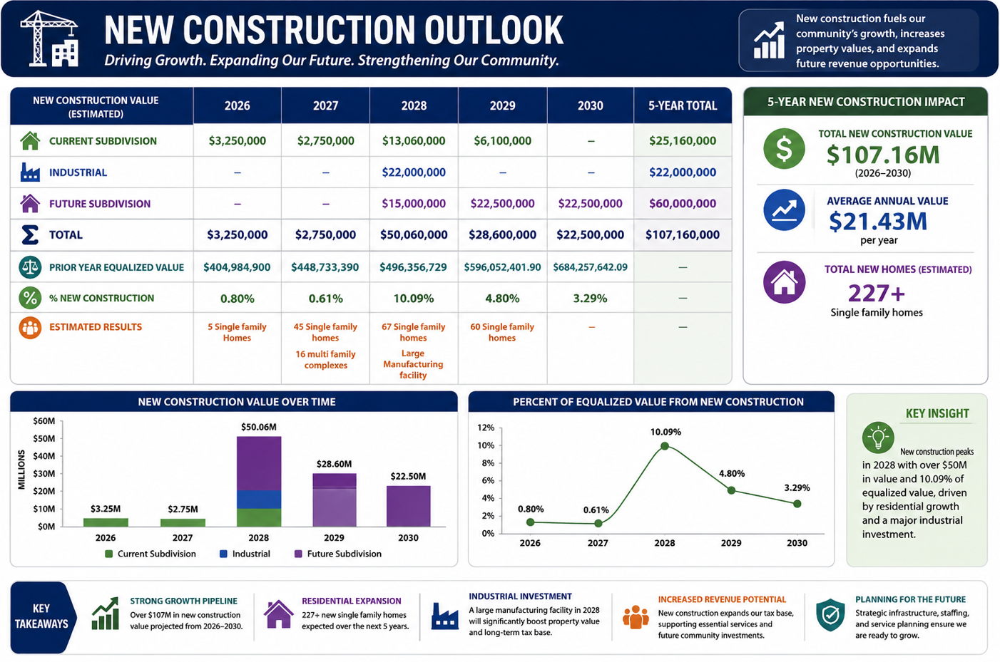 NEW CONSTRUCTION OUTLOOK
Driving Growth. Expanding Our Future. Strengthening Our Community.
New construction fuels our
community's growth, increases
property values, and expands
future revenue opportunities.
NEW CONSTRUCTION VALUE
(ESTIMATED)
2026 2027 2028 2029 2030 5-YEAR TOTAL
CURRENT SUBDIVISION $3,250,000 $2,750,000 $13,060,000 $6,100,000 – $25,160,000
INDUSTRIAL – – $22,000,000 – – $22,000,000
FUTURE SUBDIVISION – – $15,000,000 $22,500,000 $22,500,000 $60,000,000
Σ TOTAL $3,250,000 $2,750,000 $50,060,000 $28,600,000 $22,500,000 $107,160,000
PRIOR YEAR EQUALIZED VALUE $404,984,900 $448,733,390 $496,356,729 $596,052,401.90 $684,257,642.09 —
% % NEW CONSTRUCTION 0.80% 0.61% 10.09% 4.80% 3.29% —
ESTIMATED RESULTS
5 Single family
Homes
45 Single family
homes
16 multi family
complexes
67 Single family
homes
Large
Manufacturing
facility
60 Single family
homes
–
—
5-YEAR NEW CONSTRUCTION IMPACT
$
TOTAL NEW CONSTRUCTION VALUE
$107.16M
(2026–2030)
AVERAGE ANNUAL VALUE
$21.43M
per year
TOTAL NEW HOMES (ESTIMATED)
227+
Single family homes
NEW CONSTRUCTION VALUE OVER TIME
MILLIONS
$60M
$50M
$40M
$30M
$20M
$10M
$0M
$3.25M
$2.75M
$50.06M
$28.60M
$22.50M
2026 2027 2028 2029 2030
Current Subdivision Industrial Future Subdivision
PERCENT OF EQUALIZED VALUE FROM NEW CONSTRUCTION
12%
10%
8%
6%
4%
2%
0%
0.80%
0.61%
10.09%
4.80%
3.29%
2026 2027 2028 2029 2030
KEY INSIGHT
New construction peaks
in 2028 with over $50M
in value and 10.09% of
equalized value, driven
by residential growth
and a major industrial
investment.
KEY
TAKEAWAYS
STRONG GROWTH PIPELINE
Over $107M in new construction
value projected from 2026–2030.
RESIDENTIAL EXPANSION
227+ new single family homes
expected over the next 5 years.
INDUSTRIAL INVESTMENT
A large manufacturing facility in 2028
will significantly boost property value
and long-term tax base.
INCREASED REVENUE POTENTIAL
New construction expands our tax base,
supporting essential services and
future community investments.
PLANNING FOR THE FUTURE
Strategic infrastructure, staffing,
and service planning ensure we
are ready to grow.